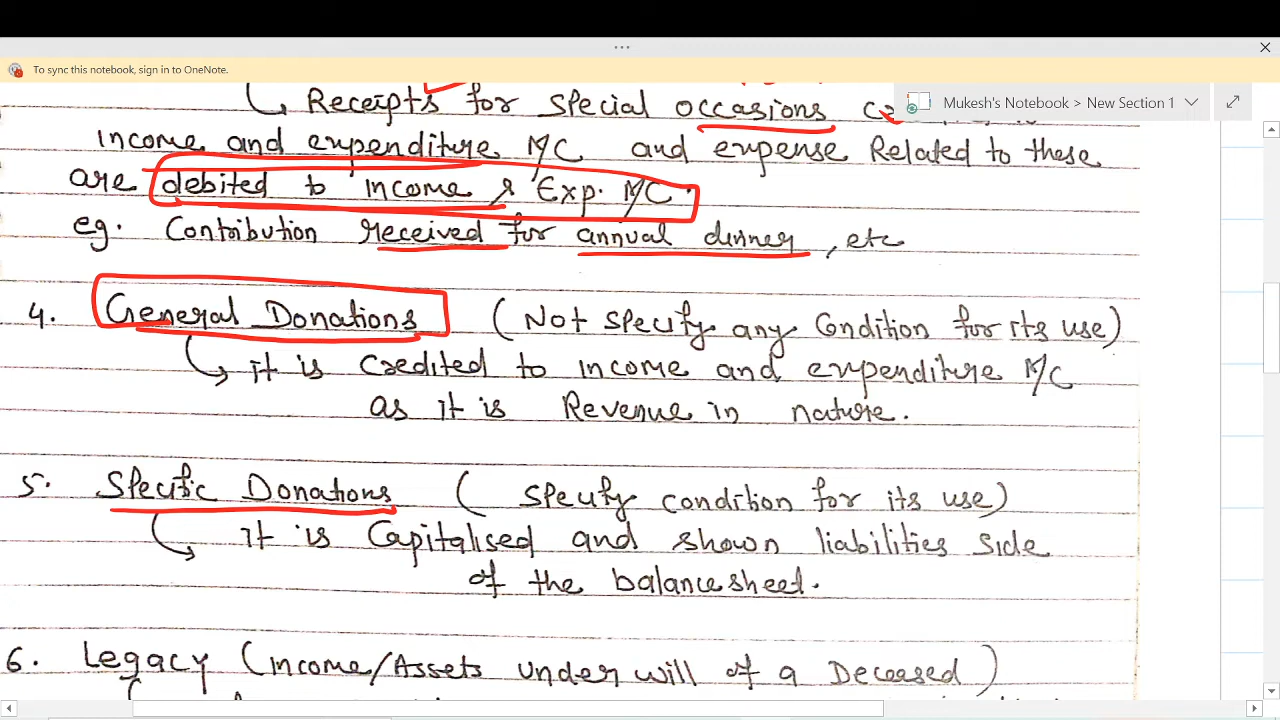 To sync this notebook, sign in to OneNote.
Mukesh's Notebook > New Section 1
Receipts for special occasions
income and expenditure A/C and expense Related to these
are debited to income & Exp. A/C.
eg. Contribution received for annual dinner, etc
4. General Donations (Not specify any Condition for its use)
it is credited to income and expenditure A/C
as it is Revenue in nature.
5. Specific Donations (specify condition for its use)
it is Capitalised and shown liabilities side
of the balancesheet.
6. Legacy (income/Assets under will of a Deceased)